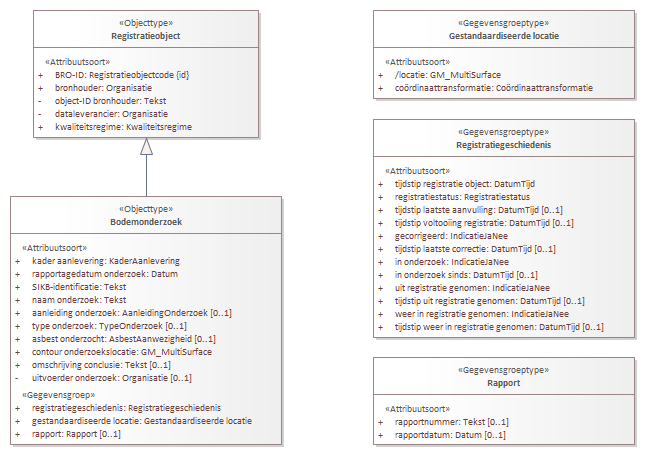 «Objecttype»
Registratieobject
«Attribuutsoort»
+ BRO-ID: Registratieobjectcode {id}
+ bronhouder: Organisatie
- object-ID bronhouder: Tekst
- dataleverancier: Organisatie
+ kwaliteitsregime: Kwaliteitsregime
«Objecttype»
Bodemonderzoek
«Attribuutsoort»
+ kader aanlevering: KaderAanlevering
+ rapportagedatum onderzoek: Datum
+ SIKB-identificatie: Tekst
+ naam onderzoek: Tekst
+ aanleiding onderzoek: AanleidingOnderzoek [0..1]
+ type onderzoek: TypeOnderzoek [0..1]
+ asbest onderzocht: AsbestAanwezigheid [0..1]
+ contour onderzoekslocatie: GM_MultiSurface
+ omschrijving conclusie: Tekst [0..1]
- uitvoerder onderzoek: Organisatie [0..1]
«Gegevensgroep»
+ registratiegeschiedenis: Registratiegeschiedenis
+ gestandaardiseerde locatie: Gestandaardiseerde locatie
+ rapport: Rapport [0..1]
«Gegevensgroeptype»
Gestandaardiseerde locatie
«Attribuutsoort»
+ /locatie: GM_MultiSurface
+ coördinaattransformatie: Coördinaattransformatie
«Gegevensgroeptype»
Registratiegeschiedenis
«Attribuutsoort»
+ tijdstip registratie object: DatumTijd
+ registratiestatus: Registratiestatus
+ tijdstip laatste aanvulling: DatumTijd [0..1]
+ tijdstip voltooiing registratie: DatumTijd [0..1]
+ gecorrigeerd: IndicatieJaNee
+ tijdstip laatste correctie: DatumTijd [0..1]
+ in onderzoek: IndicatieJaNee
+ in onderzoek sinds: DatumTijd [0..1]
+ uit registratie genomen: IndicatieJaNee
+ tijdstip uit registratie genomen: DatumTijd [0..1]
+ weer in registratie genomen: IndicatieJaNee
+ tijdstip weer in registratie genomen: DatumTijd [0..1]
«Gegevensgroeptype»
Rapport
«Attribuutsoort»
+ rapportnummer: Tekst [0..1]
+ rapportdatum: Datum [0..1]